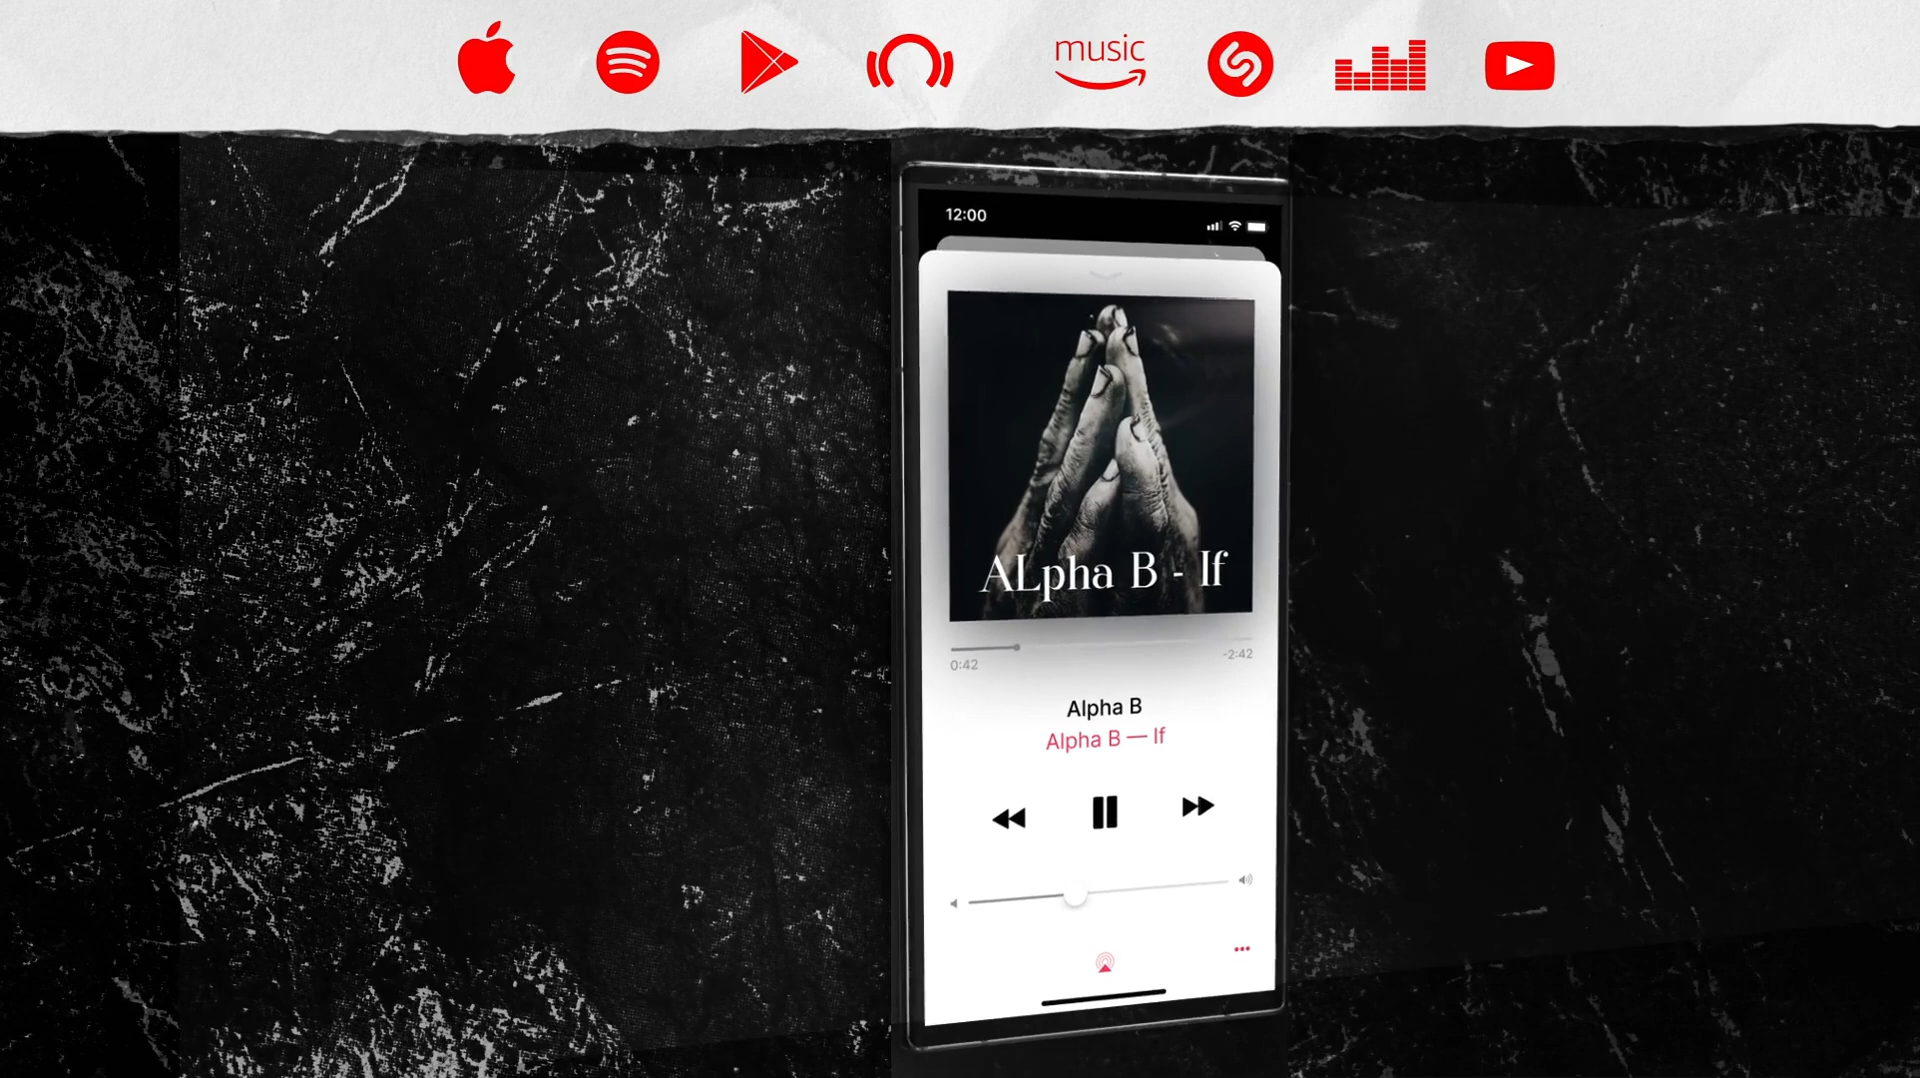 music
12:00
ALpha B - If
0:42
-2:42
Alpha B
Alpha B — If